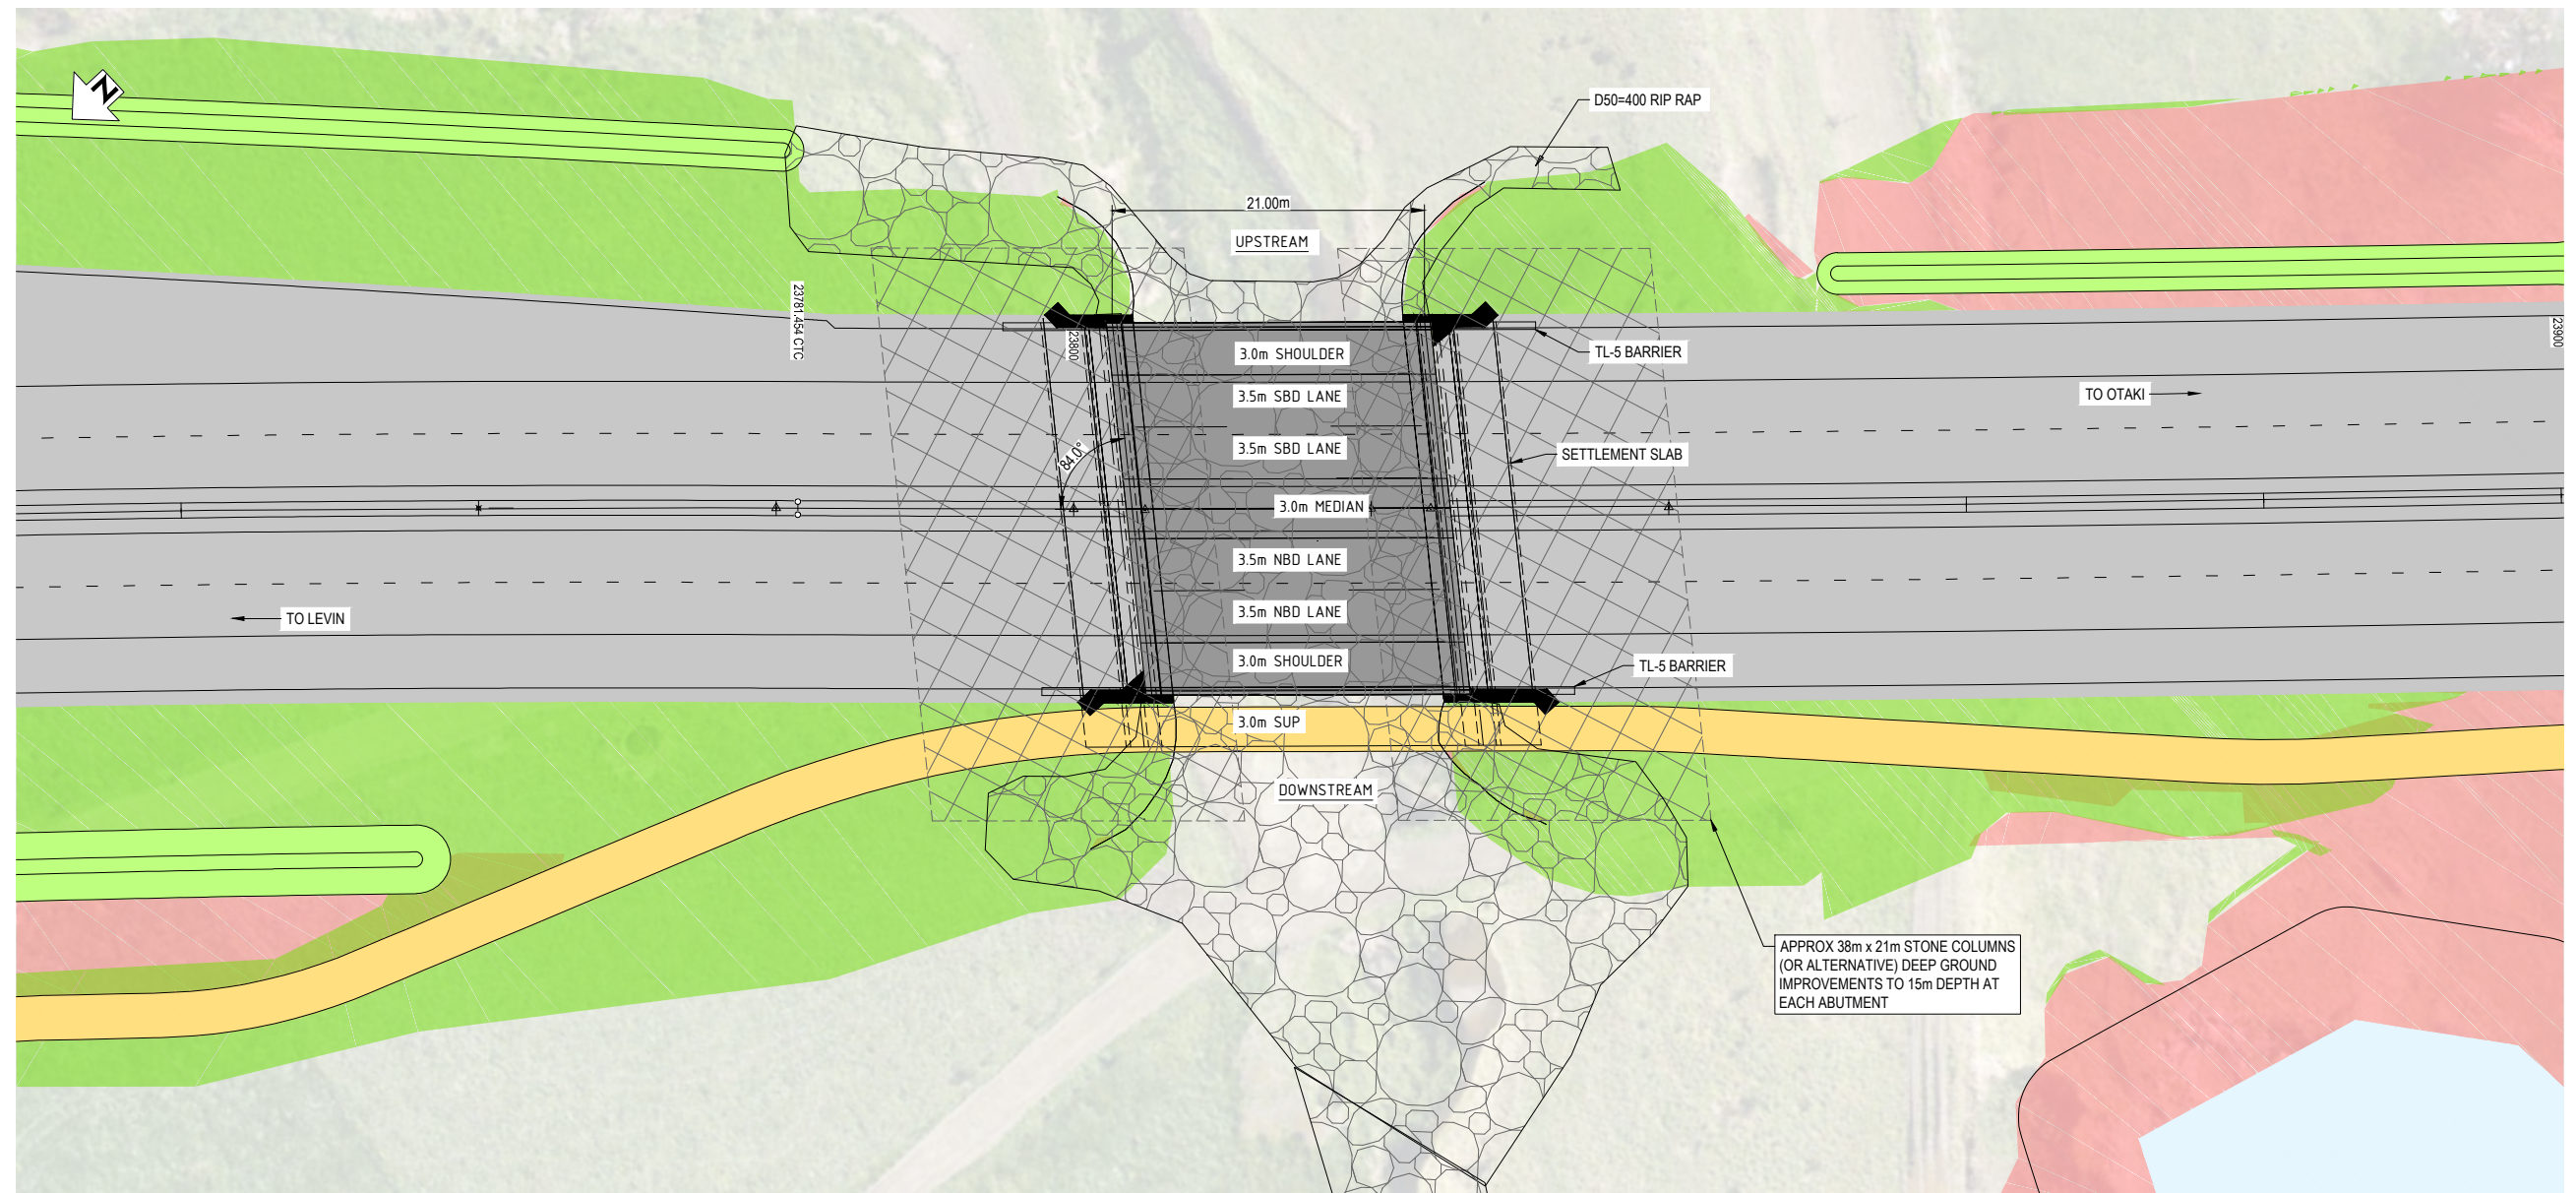 N
D50=400 RIP RAP
21.00m
UPSTREAM
23781.454 CTC
23800
23900
3.0m SHOULDER
TL-5 BARRIER
3.5m SBD LANE
TO OTAKI
84.0°
3.5m SBD LANE
SETTLEMENT SLAB
3.0m MEDIAN
3.5m NBD LANE
3.5m NBD LANE
TO LEVIN
3.0m SHOULDER
TL-5 BARRIER
3.0m SUP
DOWNSTREAM
APPROX 38m x 21m STONE COLUMNS
(OR ALTERNATIVE) DEEP GROUND
IMPROVEMENTS TO 15m DEPTH AT
EACH ABUTMENT